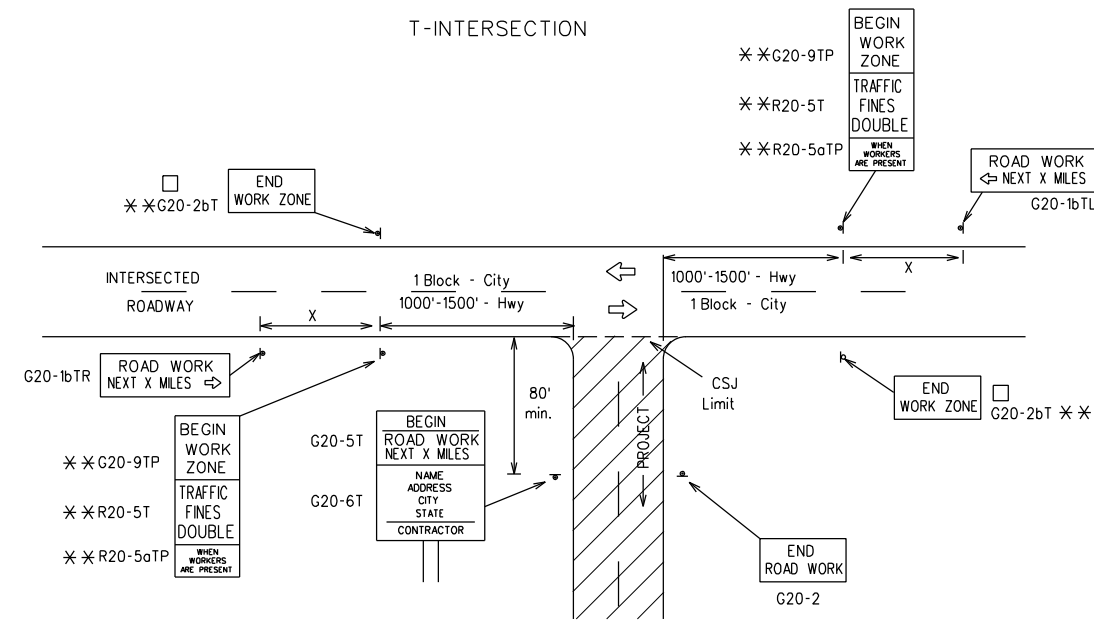 T-INTERSECTION
BEGIN
WORK
ZONE
TRAFFIC
FINES
DOUBLE
WHEN
WORKERS
ARE PRESENT
✳✳G20-9TP
✳✳R20-5T
✳✳R20-5aTP
ROAD WORK
⇦ NEXT X MILES
G20-1bTL
END
WORK ZONE
□
✳✳G20-2bT
INTERSECTED
ROADWAY
1 Block - City
1000'-1500' - Hwy
X
1000'-1500' - Hwy
1 Block - City
X
G20-1bTR
ROAD WORK
NEXT X MILES ⇨
BEGIN
WORK
ZONE
TRAFFIC
FINES
DOUBLE
WHEN
WORKERS
ARE PRESENT
✳✳G20-9TP
✳✳R20-5T
✳✳R20-5aTP
G20-5T
G20-6T
BEGIN
ROAD WORK
NEXT X MILES
NAME
ADDRESS
CITY
STATE
CONTRACTOR
80'
min.
PROJECT
CSJ
Limit
END
WORK ZONE
□
G20-2bT ✳✳
END
ROAD WORK
G20-2